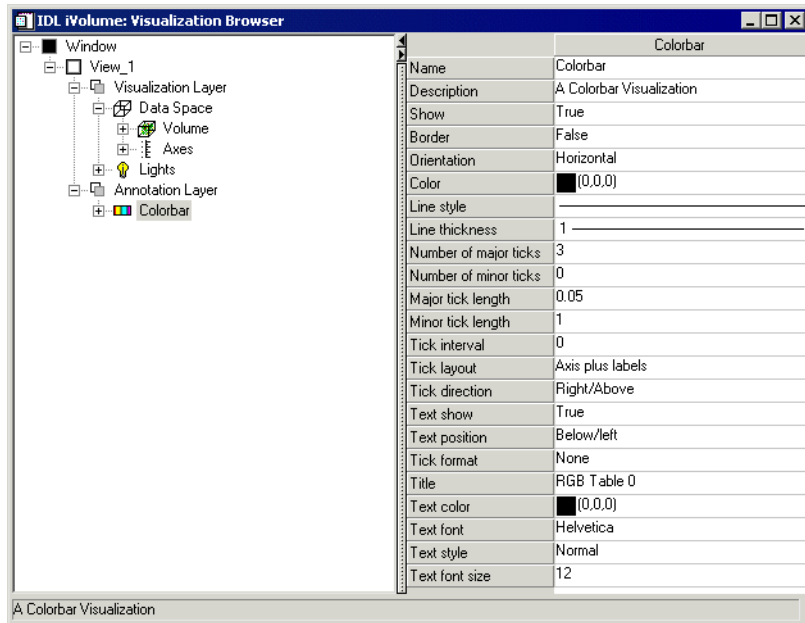 IDL iVolume: Visualization Browser
Window
View_1
Visualization Layer
Data Space
Volume
Axes
Lights
Annotation Layer
Colorbar
Colorbar
Name Colorbar
Description A Colorbar Visualization
Show True
Border False
Orientation Horizontal
Color (0,0,0)
Line style
Line thickness 1
Number of major ticks 3
Number of minor ticks 0
Major tick length 0.05
Minor tick length 1
Tick interval 0
Tick layout Axis plus labels
Tick direction Right/Above
Text show True
Text position Below/left
Tick format None
Title RGB Table 0
Text color (0,0,0)
Text font Helvetica
Text style Normal
Text font size 12
A Colorbar Visualization